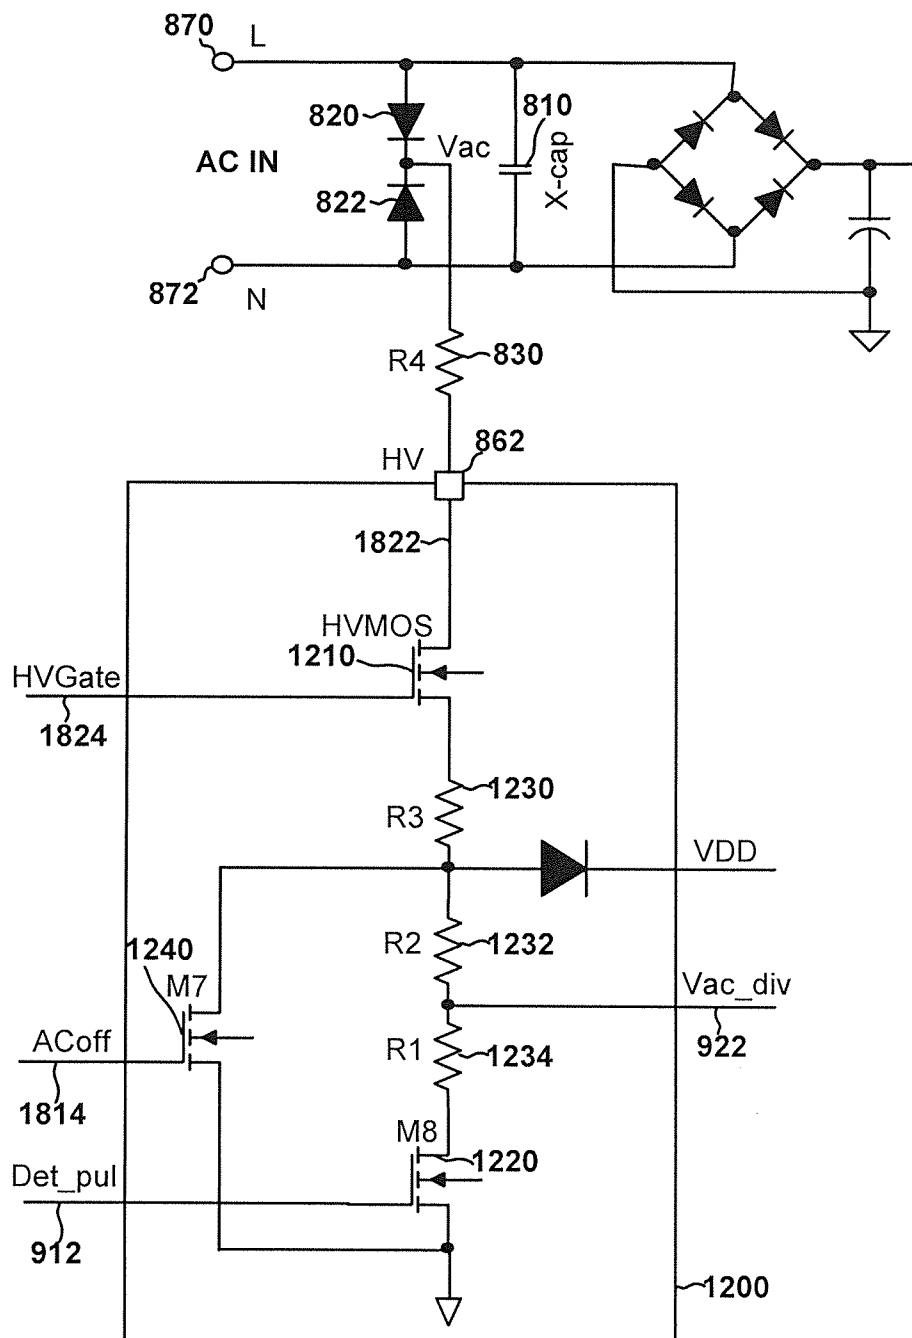 870
L
820
810
Vac
X-cap
AC IN
822
872
N
R4
830
HV
862
1822
HVMOS
1210
HVGate
1824
1230
R3
VDD
R2
1232
1240
M7
Vac_div
922
ACoff
1814
R1
1234
M8
1220
Det_pul
912
1200